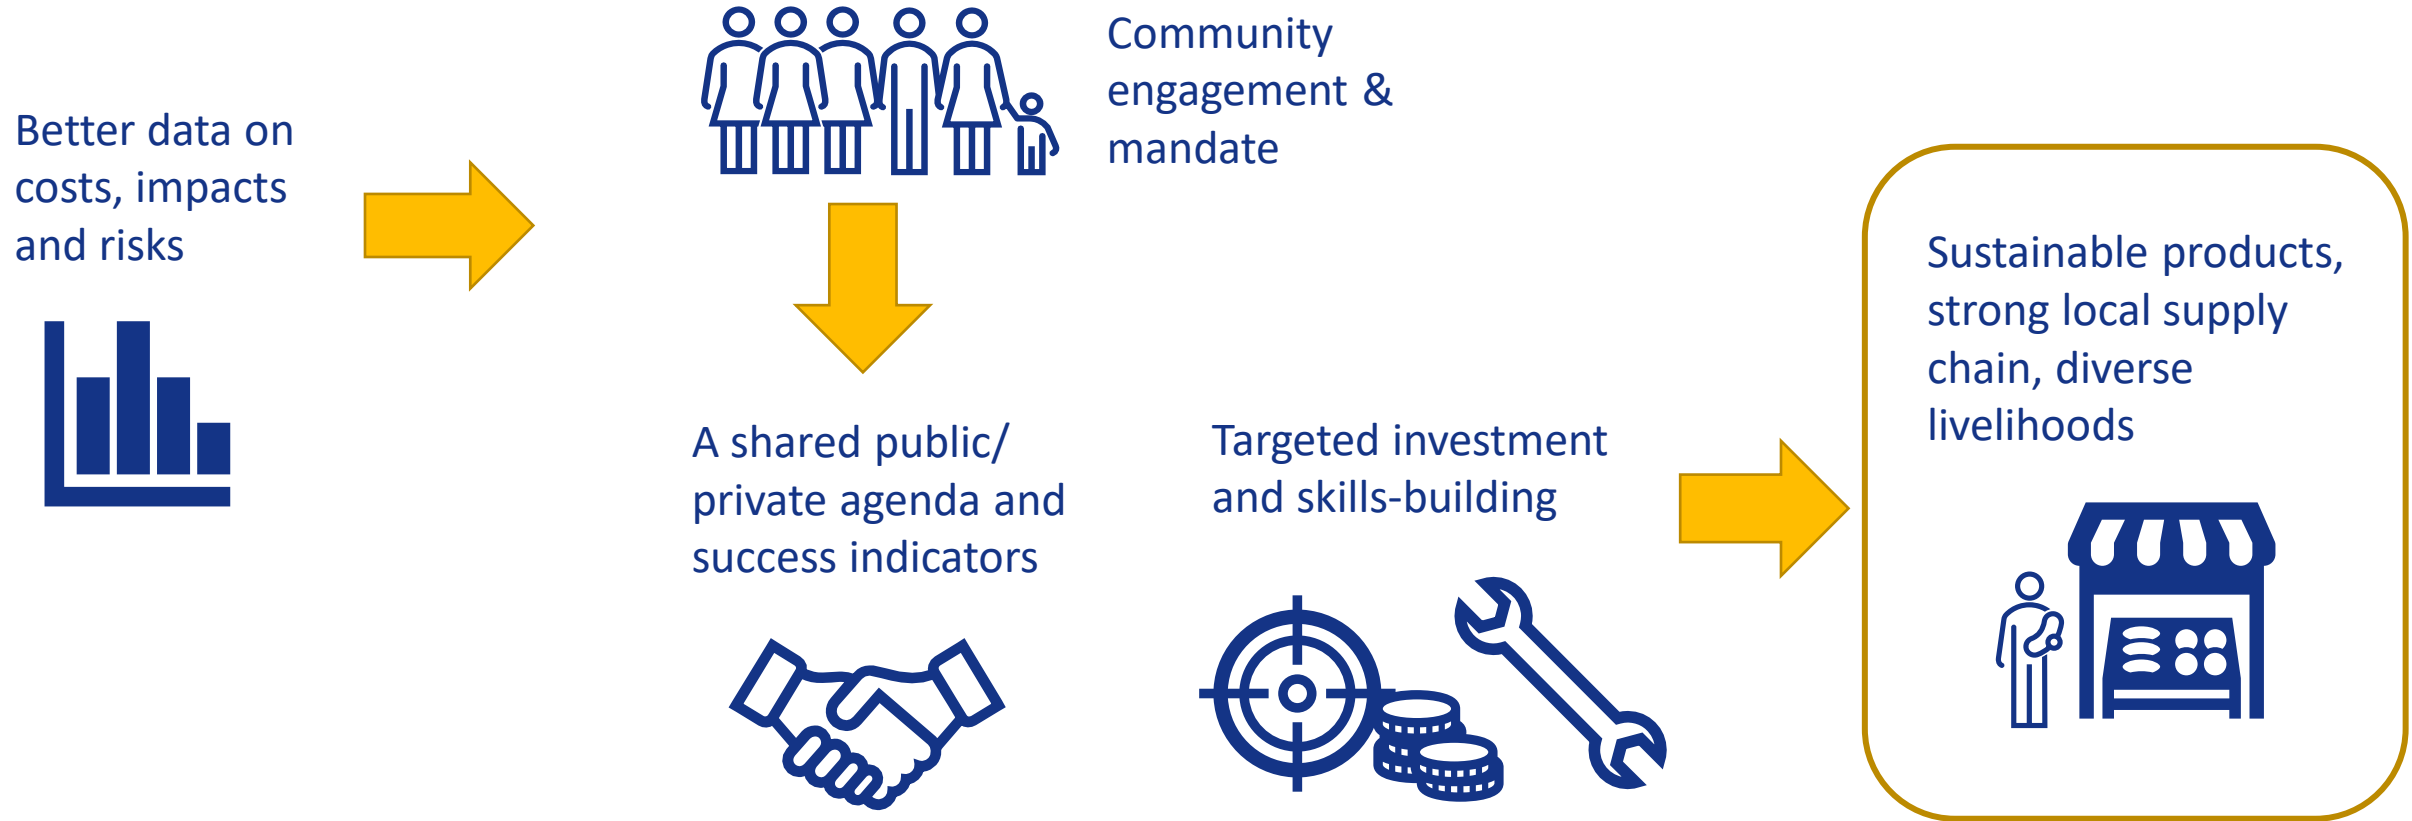 Better data on
costs, impacts
and risks
Community
engagement &
mandate
A shared public/
private agenda and
success indicators
Targeted investment
and skills-building
Sustainable products,
strong local supply
chain, diverse
livelihoods